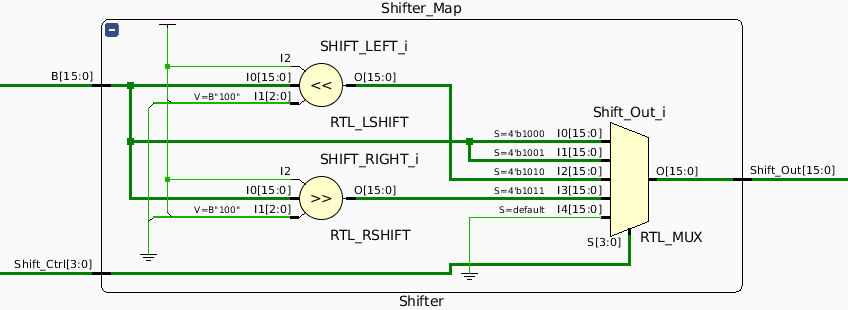 Shifter_Map
I2
SHIFT_LEFT_i
B[15:0]
I0[15:0]
<<
O[15:0]
V=B"100"
I1[2:0]
RTL_LSHIFT
Shift_Out_i
S=4'b1000
I0[15:0]
S=4'b1001
I1[15:0]
I2
SHIFT_RIGHT_i
S=4'b1010
I2[15:0]
O[15:0]
Shift_Out[15:0]
I0[15:0]
>>
O[15:0]
S=4'b1011
I3[15:0]
V=B"100"
I1[2:0]
S=default
I4[15:0]
RTL_RSHIFT
S[3:0]
RTL_MUX
Shift_Ctrl[3:0]
Shifter